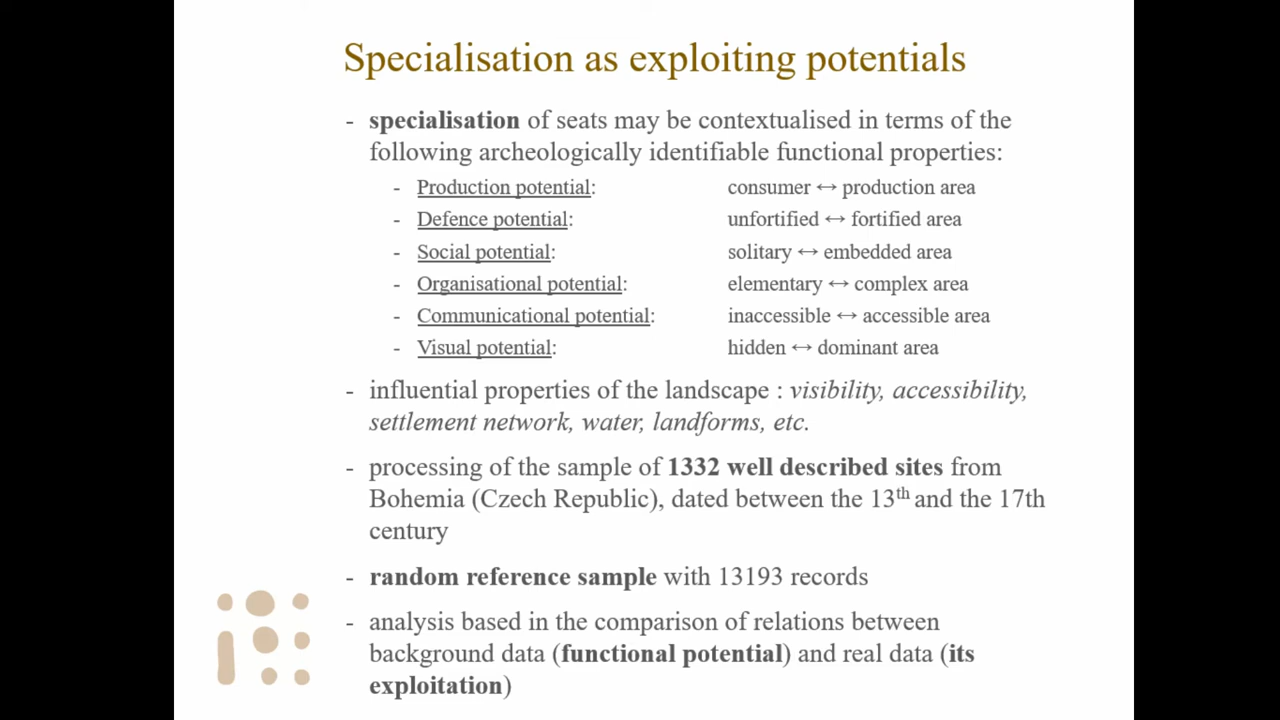 Specialisation as exploiting potentials
- specialisation of seats may be contextualised in terms of the
following archeologically identifiable functional properties:
- Production potential: consumer ↔ production area
- Defence potential: unfortified ↔ fortified area
- Social potential: solitary ↔ embedded area
- Organisational potential: elementary ↔ complex area
- Communicational potential: inaccessible ↔ accessible area
- Visual potential: hidden ↔ dominant area
- influential properties of the landscape : visibility, accessibility,
settlement network, water, landforms, etc.
- processing of the sample of 1332 well described sites from
Bohemia (Czech Republic), dated between the 13th and the 17th
century
- random reference sample with 13193 records
- analysis based in the comparison of relations between
background data (functional potential) and real data (its
exploitation)